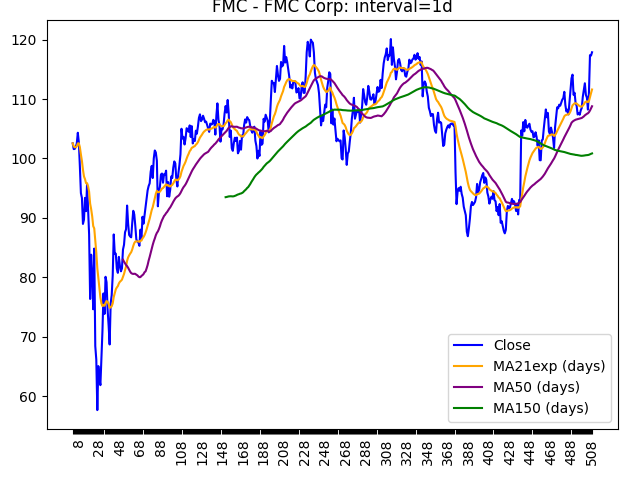 FMC - FMC Corp: interval=1d
120
110
100
90
80
70
60
Close
MA21exp (days)
MA50 (days)
MA150 (days)
8 28 48 68 88 108 128 148 168 188 208 228 248 268 288 308 328 348 368 388 408 428 448 468 488 508